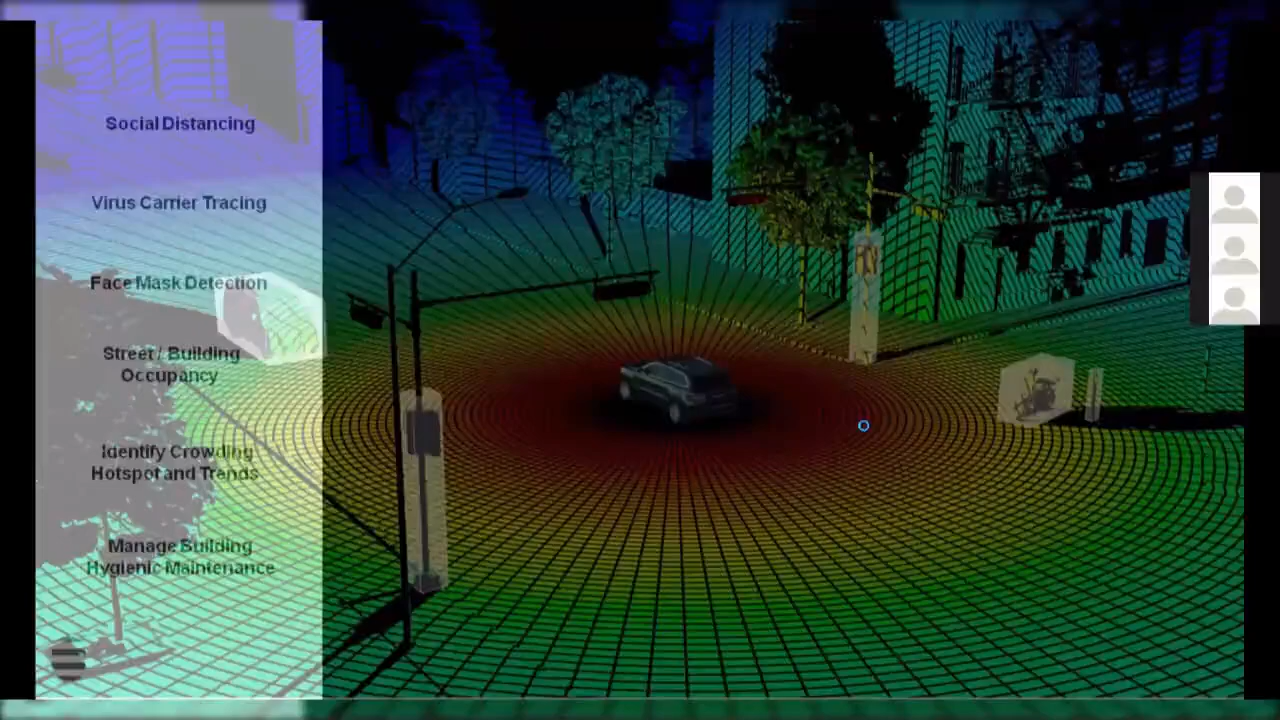 Social Distancing
Virus Carrier Tracing
Face Mask Detection
Street / Building
Occupancy
Identify Crowding
Hotspot and Trends
Manage Building
Hygienic Maintenance